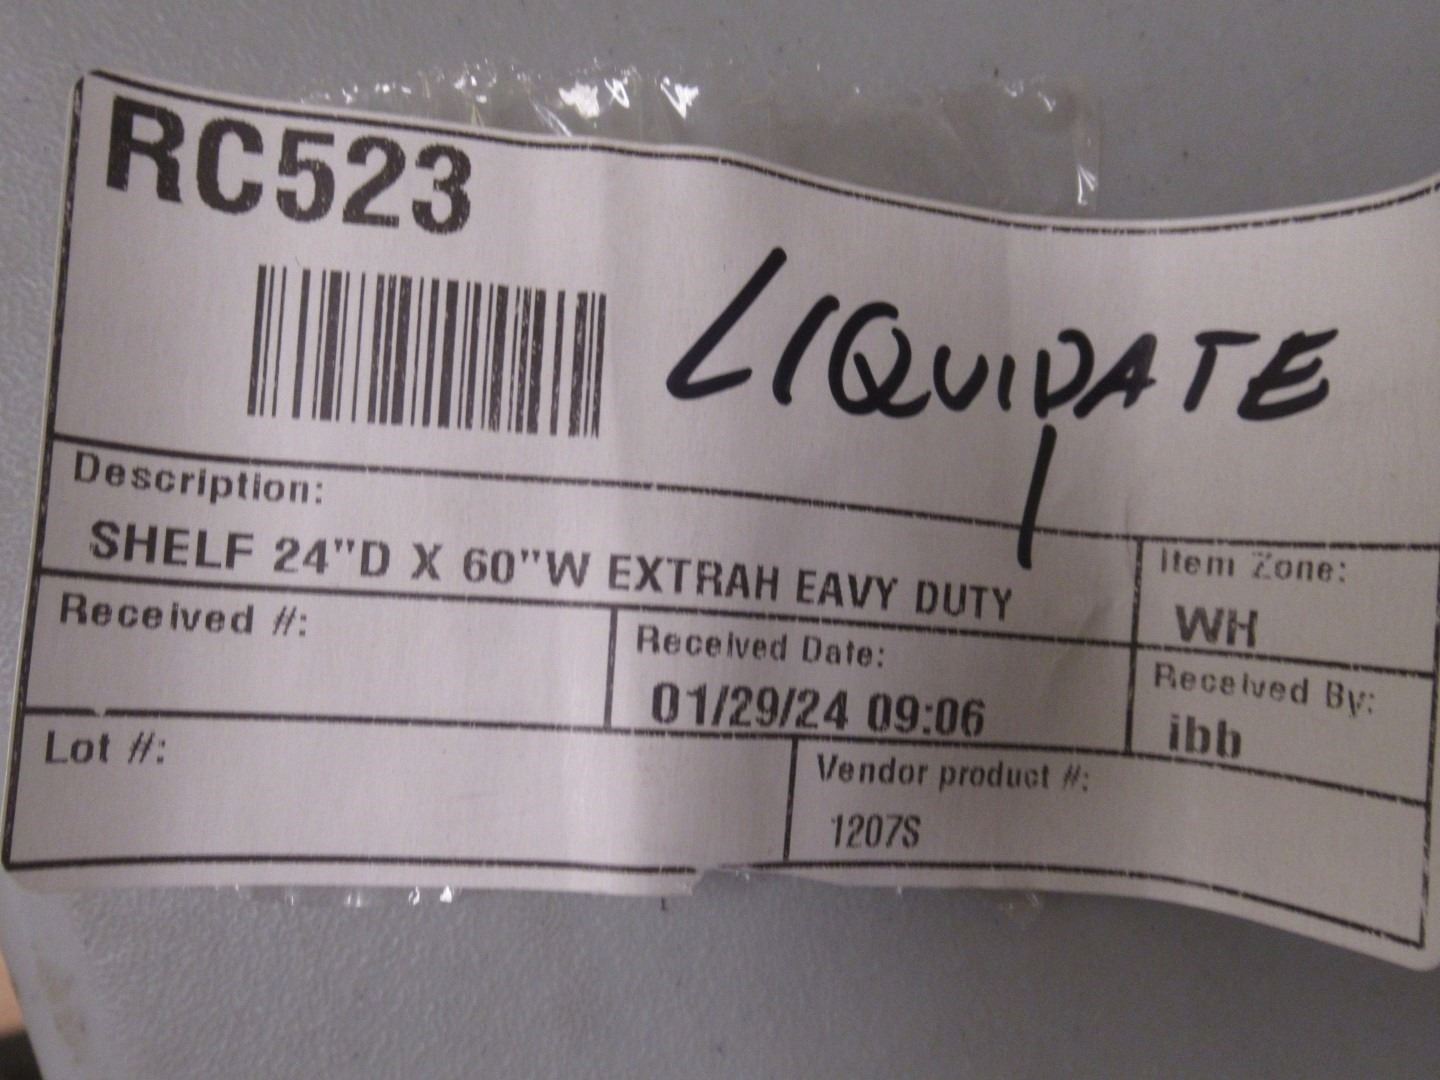 RC523
LIQUIDATE
Description:
SHELF 24"D X 60"W EXTRAH EAVY DUTY
Item Zone:
WH
Received #:
Received Date:
01/29/24 09:06
Received By:
ibb
Lot #:
Vendor product #:
1207S